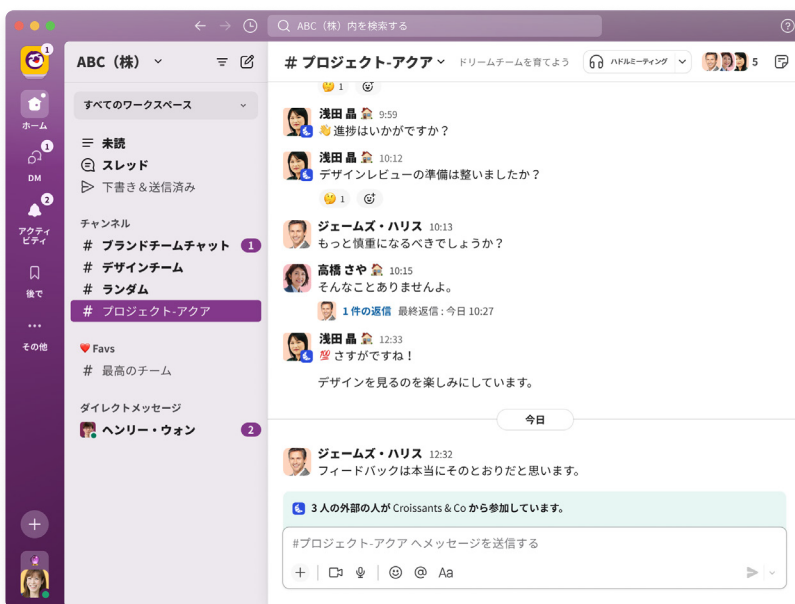 ABC（株）内を検索する
1
ホーム
1
DM
2
アクティ
ビティ
後で
その他
ABC（株）
すべてのワークスペース
未読
スレッド
下書き＆送信済み
チャンネル
# ブランドチームチャット 1
# デザインチーム
# ランダム
# プロジェクト-アクア
Favs
# 最高のチーム
ダイレクトメッセージ
ヘンリー・ウォン 2
# プロジェクト-アクア ドリームチームを育てよう ハドルミーティング 5
1
浅田 晶 9:59
進捗はいかがですか？
浅田 晶 10:12
デザインレビューの準備は整いましたか？
1
ジェームズ・ハリス 10:13
もっと慎重になるべきでしょうか？
高橋 さや 10:15
そんなことありませんよ。
1 件の返信 最終返信 : 今日 10:27
浅田 晶 12:33
💯 さすがですね！
デザインを見るのを楽しみにしています。
今日
ジェームズ・ハリス 12:32
フィードバックは本当にそのとおりだと思います。
3 人の外部の人が Croissants & Co から参加しています。
#プロジェクト-アクア へメッセージを送信する
Aa